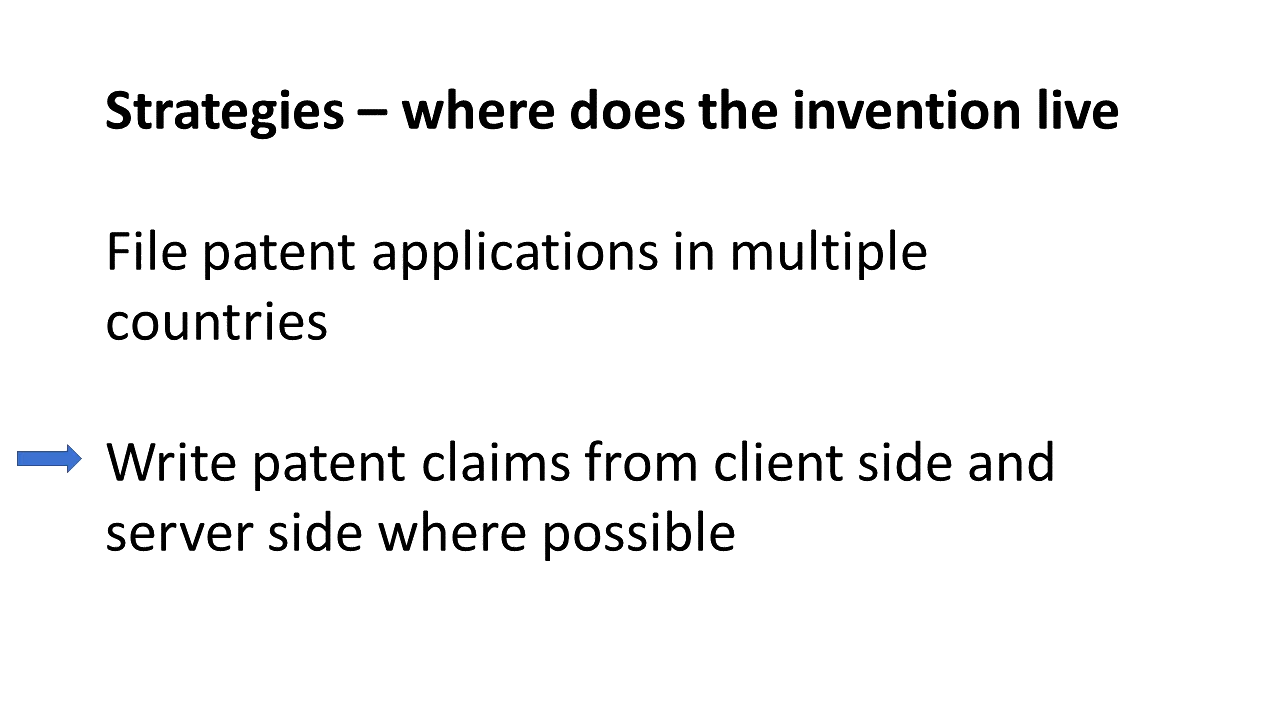 Strategies – where does the invention live
File patent applications in multiple
countries
Write patent claims from client side and
server side where possible